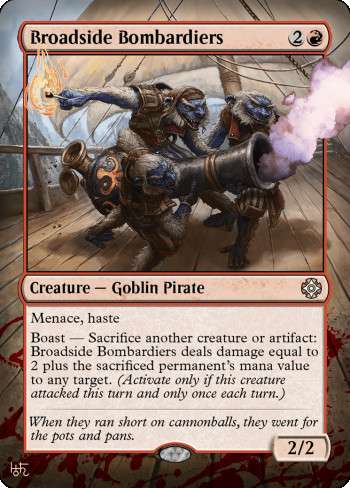 Broadside Bombardiers 2
Creature — Goblin Pirate
Menace, haste
Boast — Sacrifice another creature or artifact:
Broadside Bombardiers deals damage equal to
2 plus the sacrificed permanent's mana value
to any target. (Activate only if this creature
attacked this turn and only once each turn.)
When they ran short on cannonballs, they went for
the pots and pans.
2/2